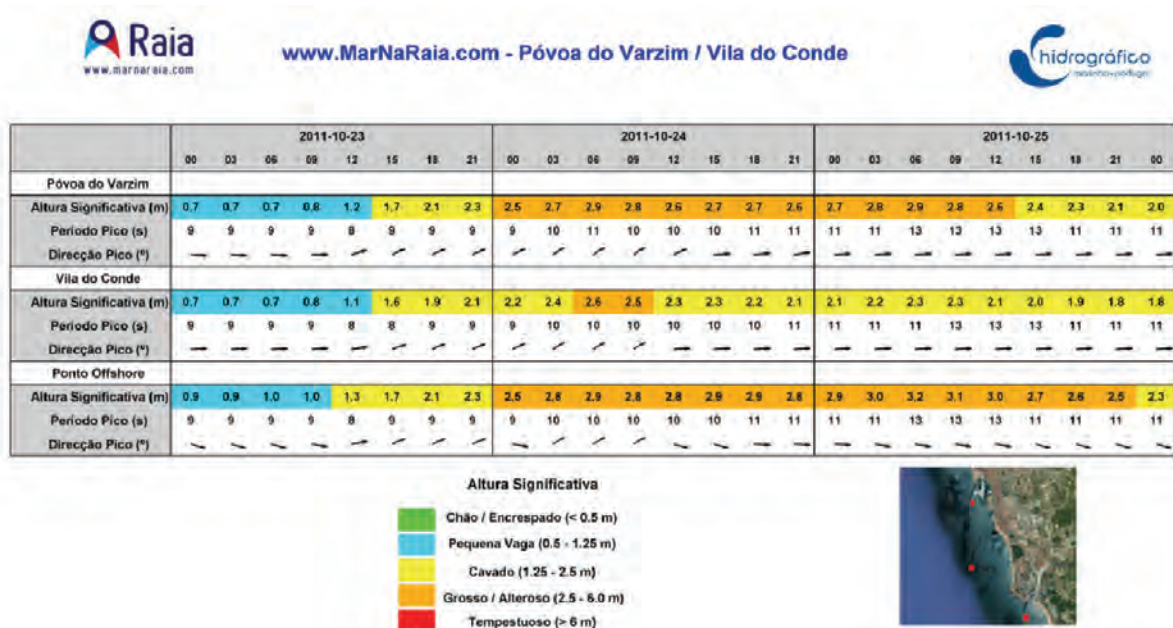 Raia
www.marnaraia.com
www.MarNaRaia.com - Póvoa do Varzim / Vila do Conde
hidrográfico
marinha-portugal
2011-10-23 2011-10-24 2011-10-25
00 03 06 09 12 15 18 21 00 03 06 09 12 15 18 21 00 03 06 09 12 15 18 21 00
Póvoa do Varzim
Altura Significativa (m) 0.7 0.7 0.7 0.8 1.2 1.7 2.1 2.3 2.5 2.7 2.9 2.8 2.6 2.7 2.7 2.6 2.7 2.8 2.9 2.8 2.6 2.4 2.3 2.1 2.0
Período Pico (s) 9 9 9 9 8 9 9 9 9 10 11 10 10 10 11 11 11 11 13 13 13 13 11 11 11
Direcção Pico (º)
Vila do Conde
Altura Significativa (m) 0.7 0.7 0.7 0.8 1.1 1.6 1.9 2.1 2.2 2.4 2.6 2.5 2.3 2.3 2.2 2.1 2.1 2.2 2.3 2.3 2.1 2.0 1.9 1.8 1.8
Período Pico (s) 9 9 9 9 8 8 9 9 9 10 10 10 10 10 10 11 11 11 11 13 13 13 11 11 11
Direcção Pico (º)
Ponto Offshore
Altura Significativa (m) 0.9 0.9 1.0 1.0 1.3 1.7 2.1 2.3 2.5 2.8 2.9 2.8 2.8 2.9 2.9 2.8 2.9 3.0 3.2 3.1 3.0 2.7 2.6 2.5 2.3
Período Pico (s) 9 9 9 9 8 9 9 9 9 10 10 10 10 10 11 11 11 11 13 13 13 11 11 11 11
Direcção Pico (º)
Altura Significativa
Chão / Encrespado (< 0.5 m)
Pequena Vaga (0.5 - 1.25 m)
Cavado (1.25 - 2.5 m)
Grosso / Alteroso (2.5 - 6.0 m)
Tempestuoso (> 6 m)